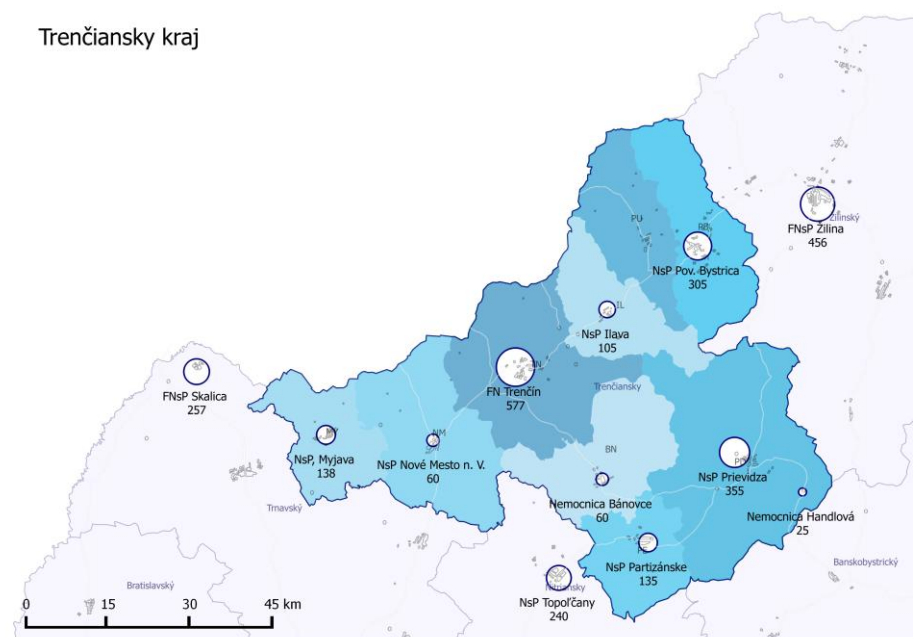 Trenčiansky kraj
Žilinský
FNsP Žilina
456
PU
NsP Pov. Bystrica
305
IL
NsP Ilava
105
FNsP Skalica
257
FN Trenčín
577
Trenčiansky
NsP, Myjava
138
NM
NsP Nové Mesto n. V.
60
BN
Nemocnica Bánovce
60
NsP Prievidza
355
Nemocnica Handlová
25
Trnavský
NsP Partizánske
135
Banskobystrický
Bratislavský
NsP Topoľčany
240
0 15 30 45 km